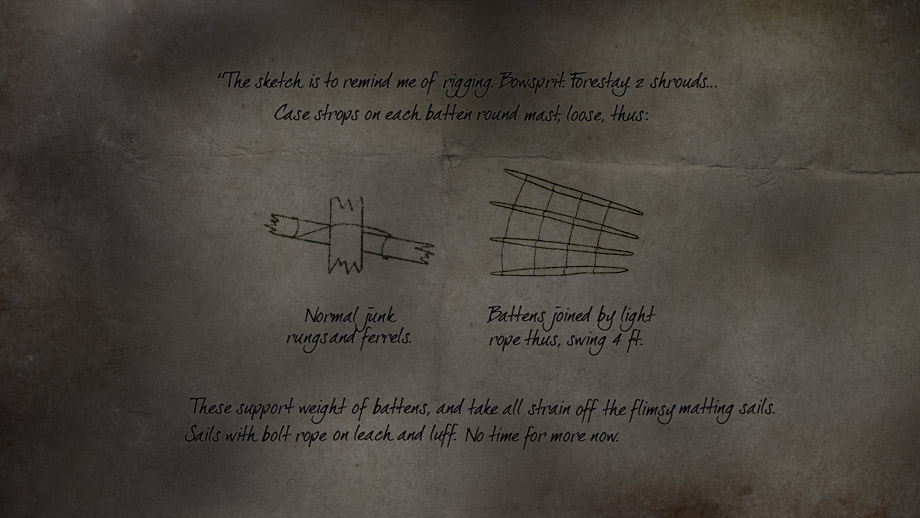 "The sketch is to remind me of rigging. Bowsprit. Forestay. 2 shrouds...
Case strops on each batten round mast, loose, thus:
Normal junk
rungs and ferrels.
Battens joined by light
rope thus, swing 4 ft.
These support weight of battens, and take all strain off the flimsy matting sails.
Sails with bolt rope on leach and luff. No time for more now.